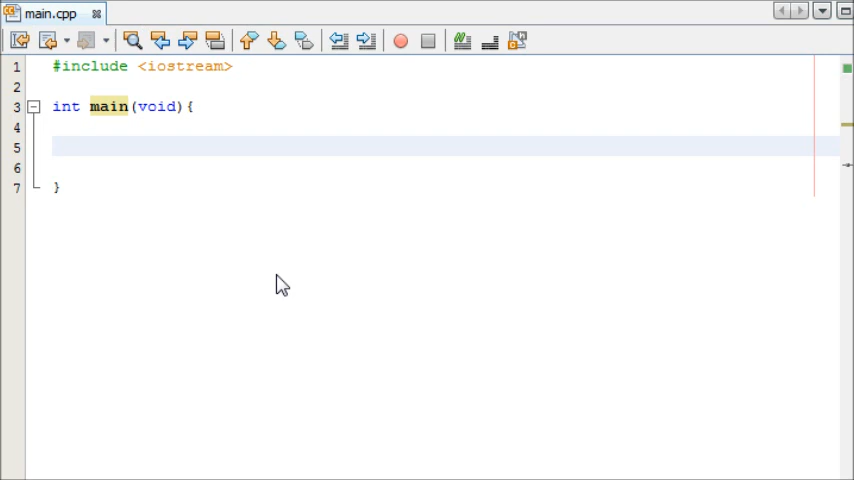 main.cpp
1 #include <iostream>
2
3 int main(void){
4
5
6
7 }